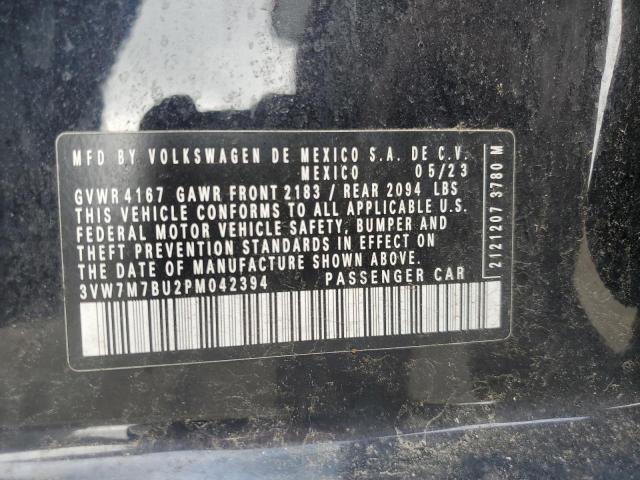 MFD BY VOLKSWAGEN DE MEXICO S.A. DE C.V.
MEXICO 05/23
GVWR 4167 GAWR FRONT 2183 / REAR 2094 LBS
THIS VEHICLE CONFORMS TO ALL APPLICABLE U.S.
FEDERAL MOTOR VEHICLE SAFETY, BUMPER AND
THEFT PREVENTION STANDARDS IN EFFECT ON
THE DATE OF MANUFACTURE SHOWN ABOVE.
3VW7M7BU2PM042394 PASSENGER CAR
2121207 3780 M